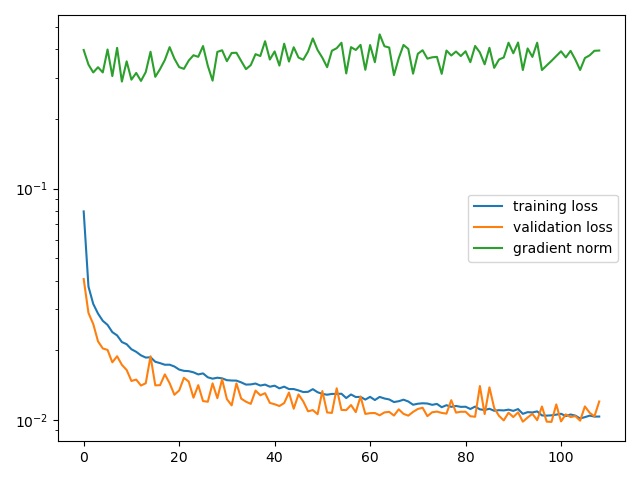 10⁻¹
10⁻²
training loss
validation loss
gradient norm
0 20 40 60 80 100